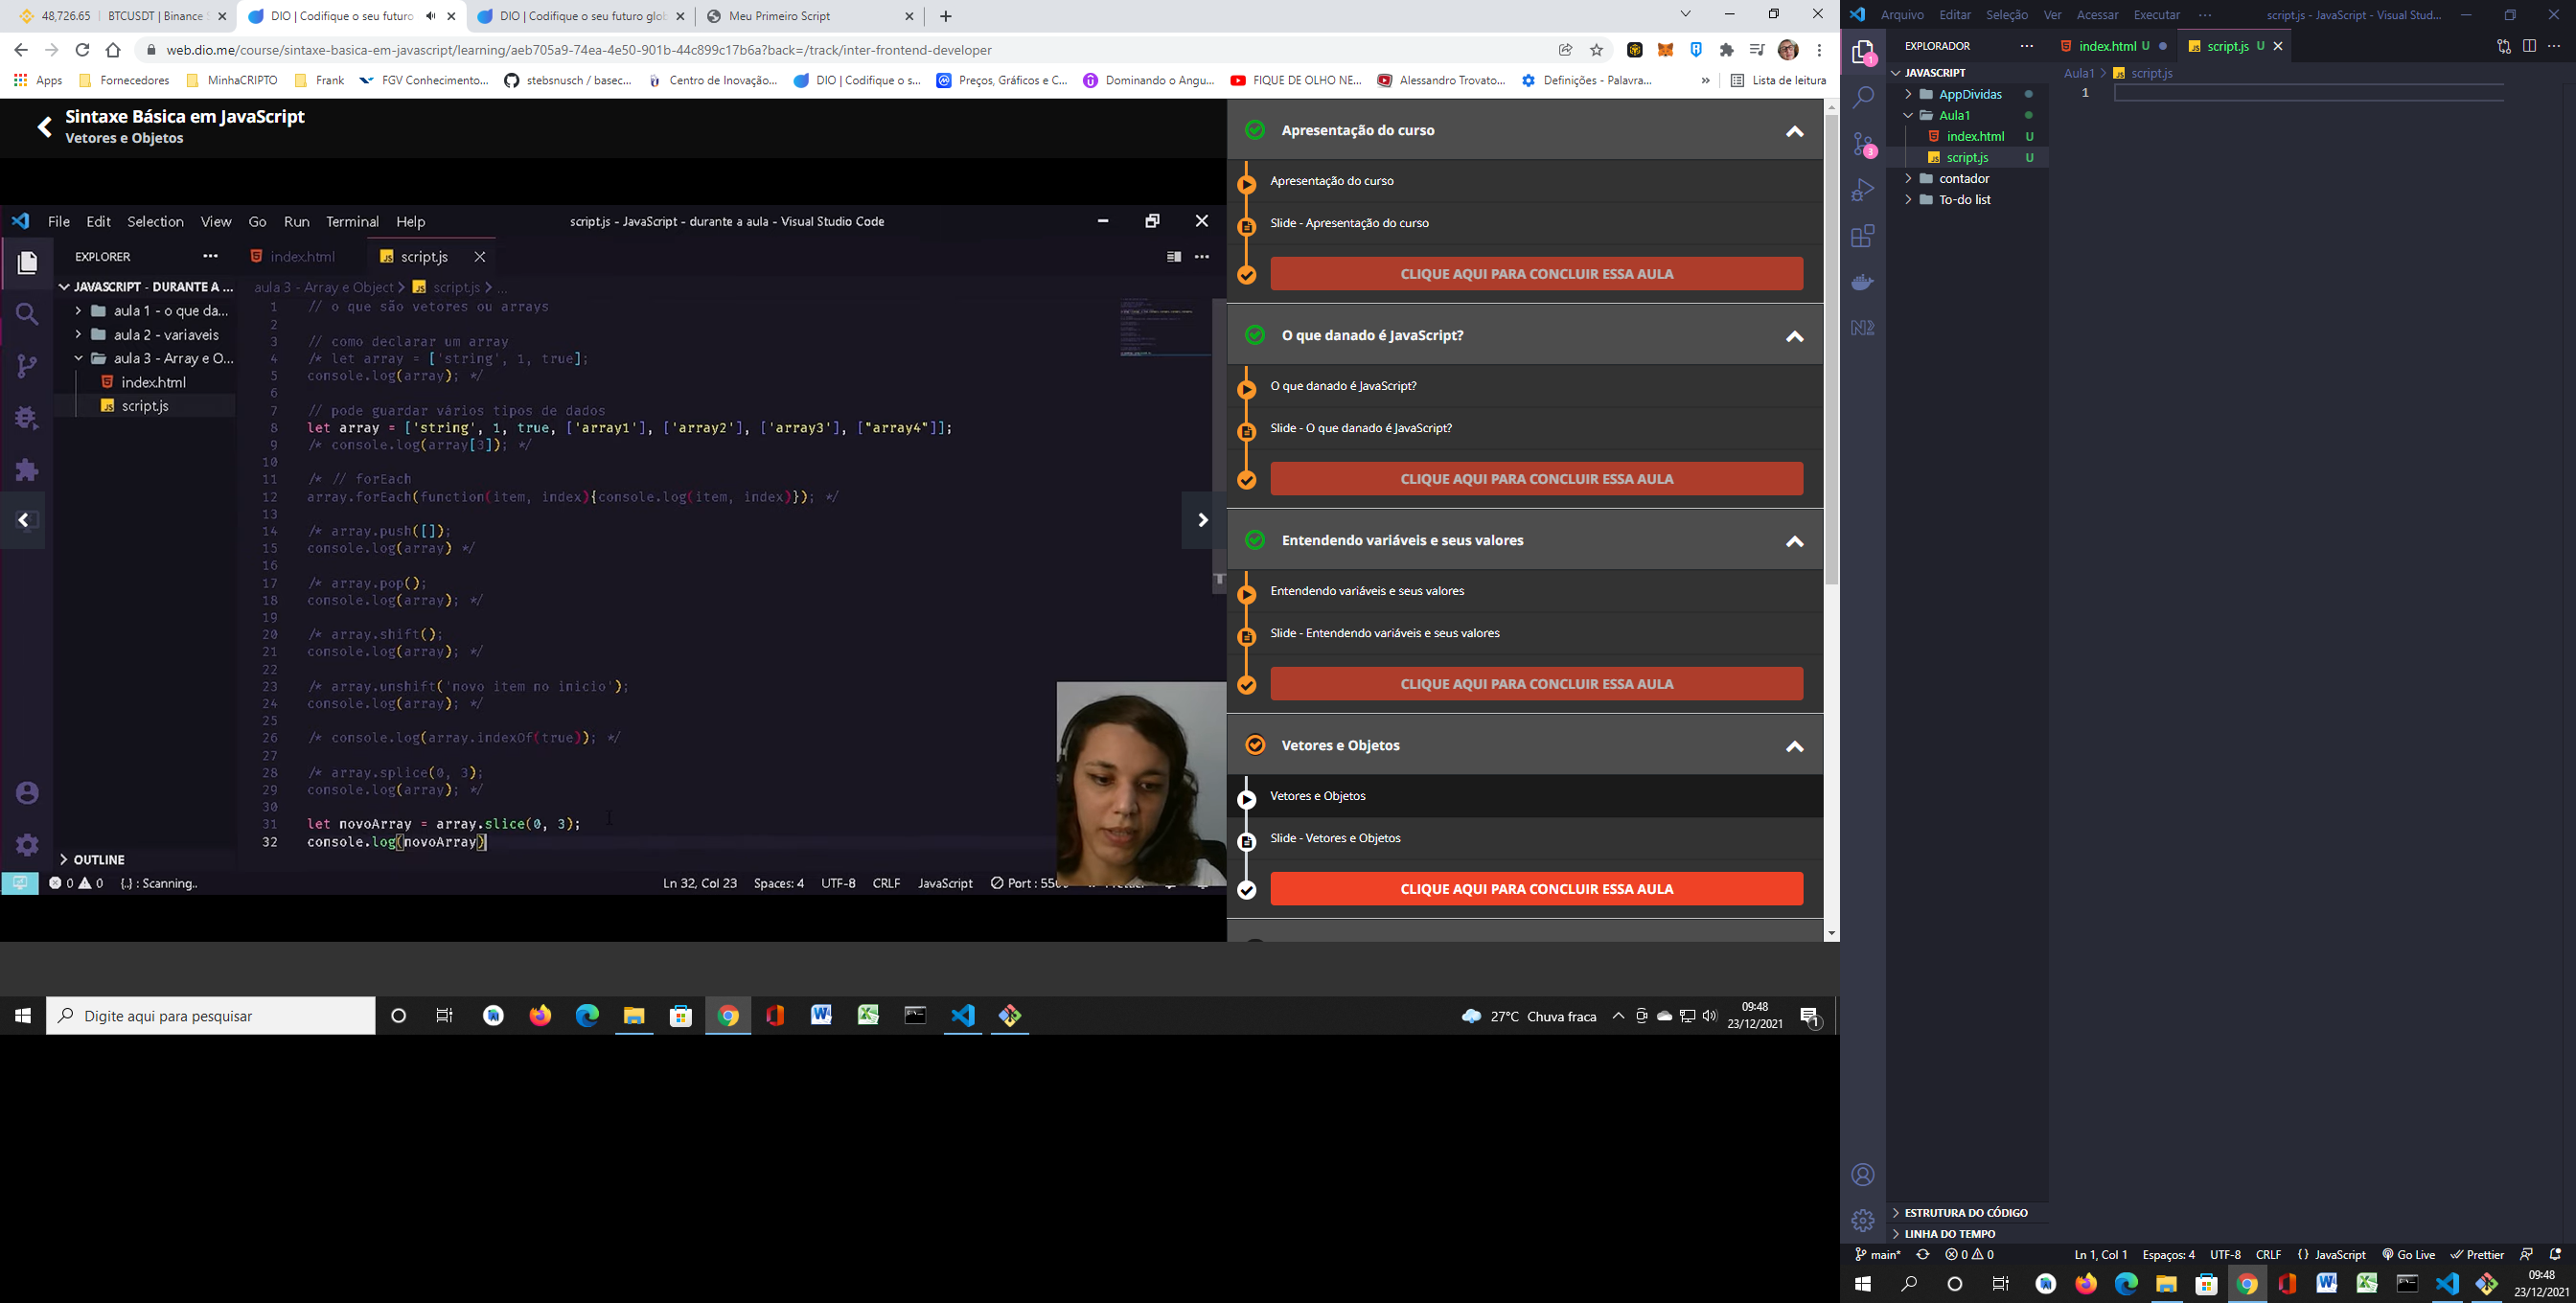 48,726.65 | BTCUSDT | Binance
DIO | Codifique o seu futuro
DIO | Codifique o seu futuro glob
Meu Primeiro Script
web.dio.me/course/sintaxe-basica-em-javascript/learning/aeb705a9-74ea-4e50-901b-44c899c17b6a?back=/track/inter-frontend-developer
Apps
Fornecedores
MinhaCRIPTO
Frank
FGV Conhecimento...
stebsnusch / basec...
Centro de Inovação...
DIO | Codifique o s...
Preços, Gráficos e C...
Dominando o Angu...
FIQUE DE OLHO NE...
Alessandro Trovato...
Definições - Palavra...
»
Lista de leitura
Sintaxe Básica em JavaScript
Vetores e Objetos
File Edit Selection View Go Run Terminal Help
script.js - JavaScript - durante a aula - Visual Studio Code
EXPLORER
index.html
script.js
JAVASCRIPT - DURANTE A ...
aula 1 - o que da...
aula 2 - variaveis
aula 3 - Array e O...
index.html
script.js
OUTLINE
aula 3 - Array e Object > script.js > ...
1 // o que são vetores ou arrays
2
3 // como declarar um array
4 /* let array = ['string', 1, true];
5 console.log(array); */
6
7 // pode guardar vários tipos de dados
8 let array = ['string', 1, true, ['array1'], ['array2'], ['array3'], ["array4"]];
9 /* console.log(array[3]); */
10
11 /* // forEach
12 array.forEach(function(item, index){console.log(item, index)}); */
13
14 /* array.push([]);
15 console.log(array) */
16
17 /* array.pop();
18 console.log(array); */
19
20 /* array.shift();
21 console.log(array); */
22
23 /* array.unshift('novo item no inicio');
24 console.log(array); */
25
26 /* console.log(array.indexOf(true)); */
27
28 /* array.splice(0, 3);
29 console.log(array); */
30
31 let novoArray = array.slice(0, 3);
32 console.log(novoArray)
0 0 {..} : Scanning..
Ln 32, Col 23 Spaces: 4 UTF-8 CRLF JavaScript Port : 5500
Apresentação do curso
Apresentação do curso
Slide - Apresentação do curso
CLIQUE AQUI PARA CONCLUIR ESSA AULA
O que danado é JavaScript?
O que danado é JavaScript?
Slide - O que danado é JavaScript?
CLIQUE AQUI PARA CONCLUIR ESSA AULA
Entendendo variáveis e seus valores
Entendendo variáveis e seus valores
Slide - Entendendo variáveis e seus valores
CLIQUE AQUI PARA CONCLUIR ESSA AULA
Vetores e Objetos
Vetores e Objetos
Slide - Vetores e Objetos
CLIQUE AQUI PARA CONCLUIR ESSA AULA
Digite aqui para pesquisar
27°C Chuva fraca
09:48
23/12/2021
1
Arquivo Editar Seleção Ver Acessar Executar ...
script.js - JavaScript - Visual Stud...
EXPLORADOR
index.html U
script.js U
JAVASCRIPT
AppDividas
Aula1
index.html U
script.js U
contador
To-do list
1
3
Aula1 > script.js
1
ESTRUTURA DO CÓDIGO
LINHA DO TEMPO
main* 0 0
Ln 1, Col 1 Espaços: 4 UTF-8 CRLF {} JavaScript Go Live Prettier
09:48
23/12/2021